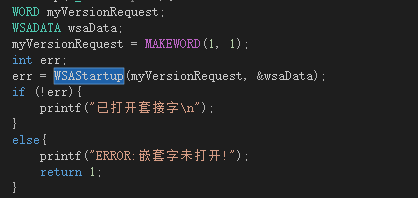 WORD myVersionRequest;
WSADATA wsaData;
myVersionRequest = MAKEWORD(1, 1);
int err;
err = WSAStartup(myVersionRequest, &wsaData);
if (!err){
printf("已打开套接字\n");
}
else{
printf("ERROR:嵌套字未打开!");
return 1;
}